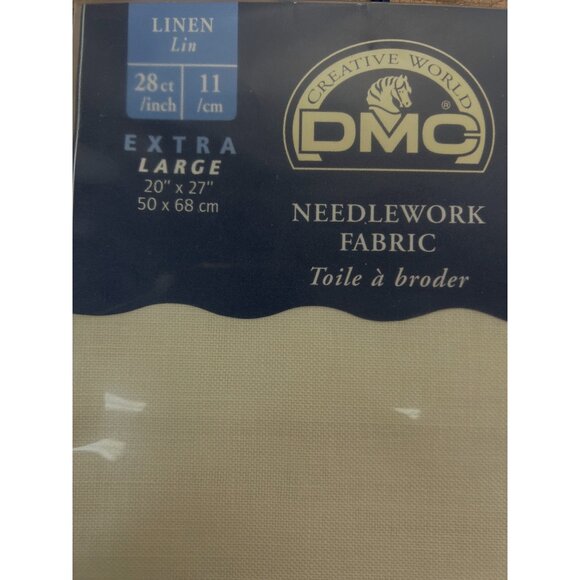 LINEN
Lin
28ct
/inch
11
/cm
EXTRA
LARGE
20" x 27"
50 x 68 cm
CREATIVE WORLD
DMC®
NEEDLEWORK
FABRIC
Toile à broder